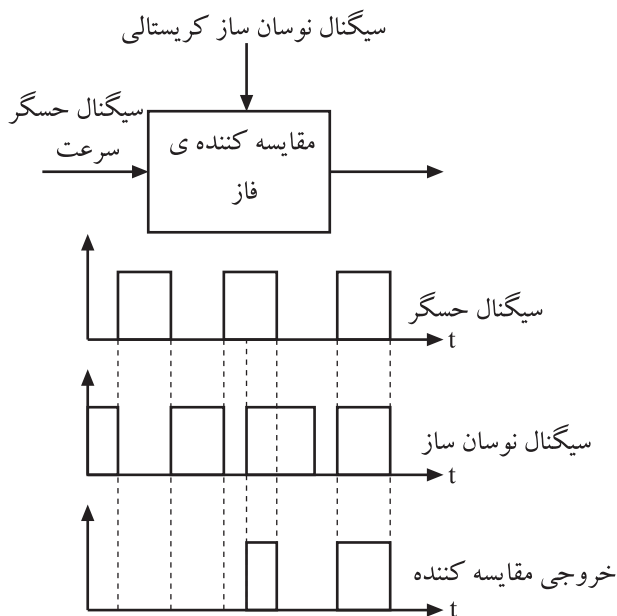 سیگنال نوسان ساز کریستالی
سیگنال حسگر
سرعت
مقایسه کننده ی
فاز
سیگنال حسگر
t
سیگنال نوسان ساز
t
خروجی مقایسه کننده
t